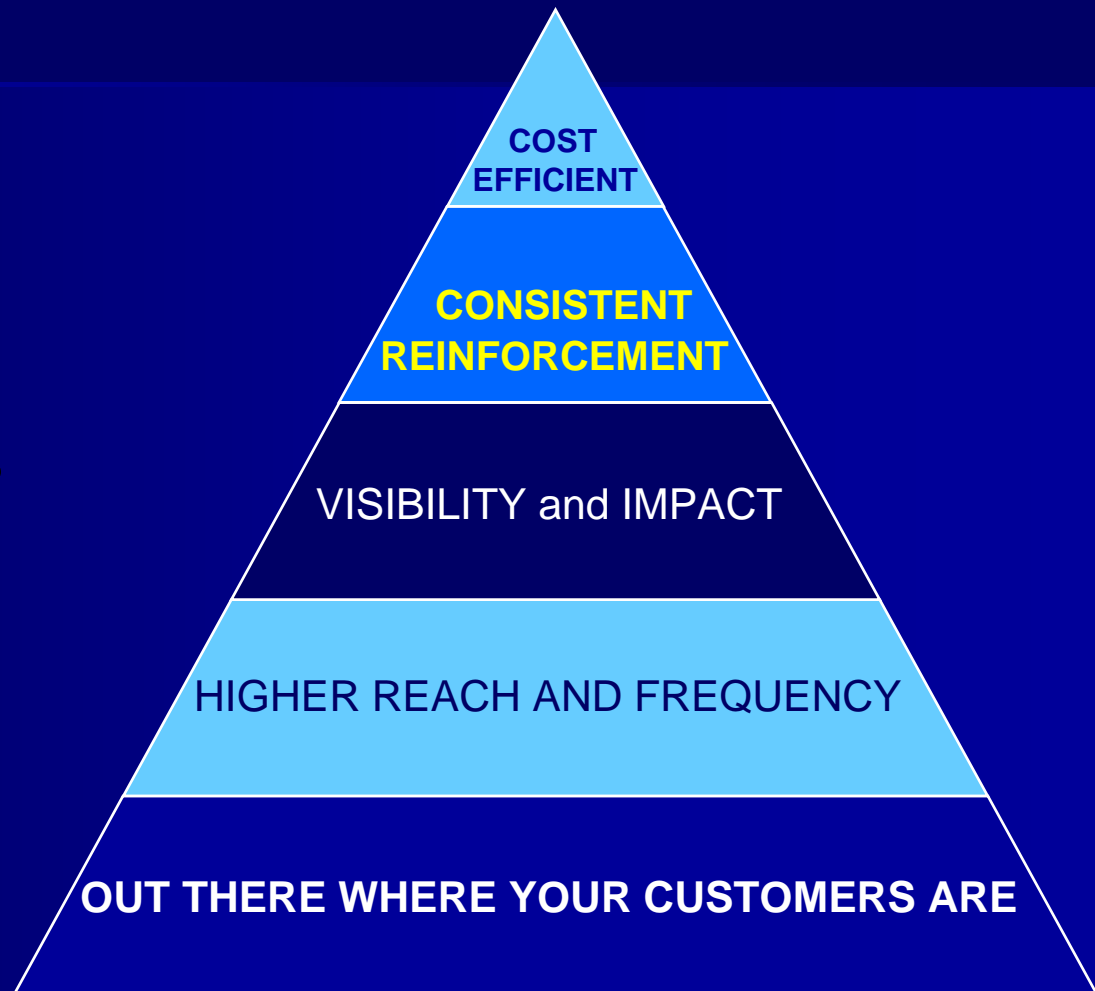 COST
EFFICIENT
CONSISTENT
REINFORCEMENT
VISIBILITY and IMPACT
HIGHER REACH AND FREQUENCY
OUT THERE WHERE YOUR CUSTOMERS ARE